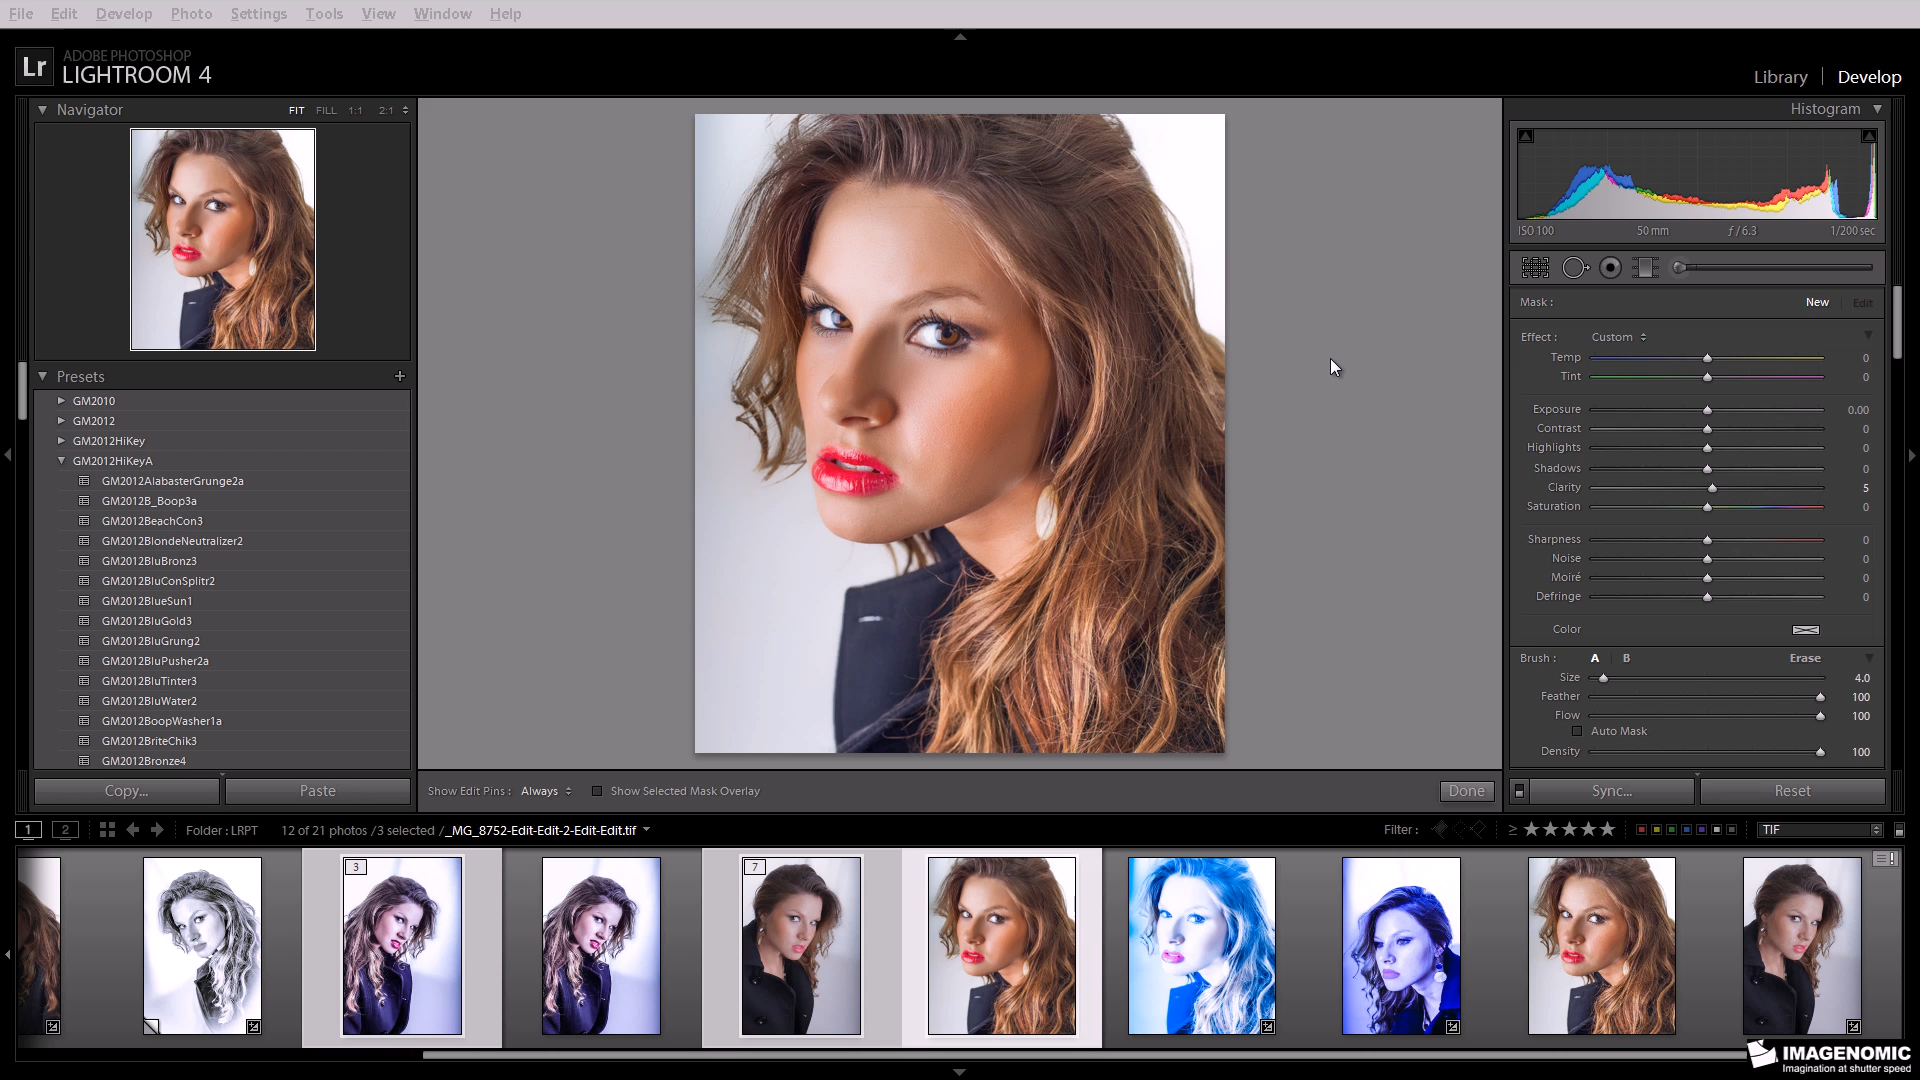 File Edit Develop Photo Settings Tools View Window Help
Lr ADOBE PHOTOSHOP
LIGHTROOM 4
Library Develop
Navigator FIT FILL 1:1 2:1
Histogram
ISO 100 50 mm ƒ / 6.3 1/200 sec
Mask : New Edit
Effect : Custom
Temp 0
Tint 0
Exposure 0.00
Contrast 0
Highlights 0
Shadows 0
Clarity 5
Saturation 0
Sharpness 0
Noise 0
Moiré 0
Defringe 0
Color
Brush : A B Erase
Size 4.0
Feather 100
Flow 100
Auto Mask
Density 100
Presets +
GM2010
GM2012
GM2012HiKey
GM2012HiKeyA
GM2012AlabasterGrunge2a
GM2012B_Boop3a
GM2012BeachCon3
GM2012BlondeNeutralizer2
GM2012BluBronz3
GM2012BluConSplitr2
GM2012BlueSun1
GM2012BluGold3
GM2012BluGrung2
GM2012BluPusher2a
GM2012BluTinter3
GM2012BluWater2
GM2012BoopWasher1a
GM2012BriteChik3
GM2012Bronze4
Copy... Paste
Show Edit Pins : Always Show Selected Mask Overlay Done
Sync... Reset
1 2 Folder : LRPT 12 of 21 photos /3 selected /_MG_8752-Edit-Edit-2-Edit-Edit.tif Filter : ≥ ★★★★★ TIF
3 7
IMAGENOMIC
Imagination at shutter speed